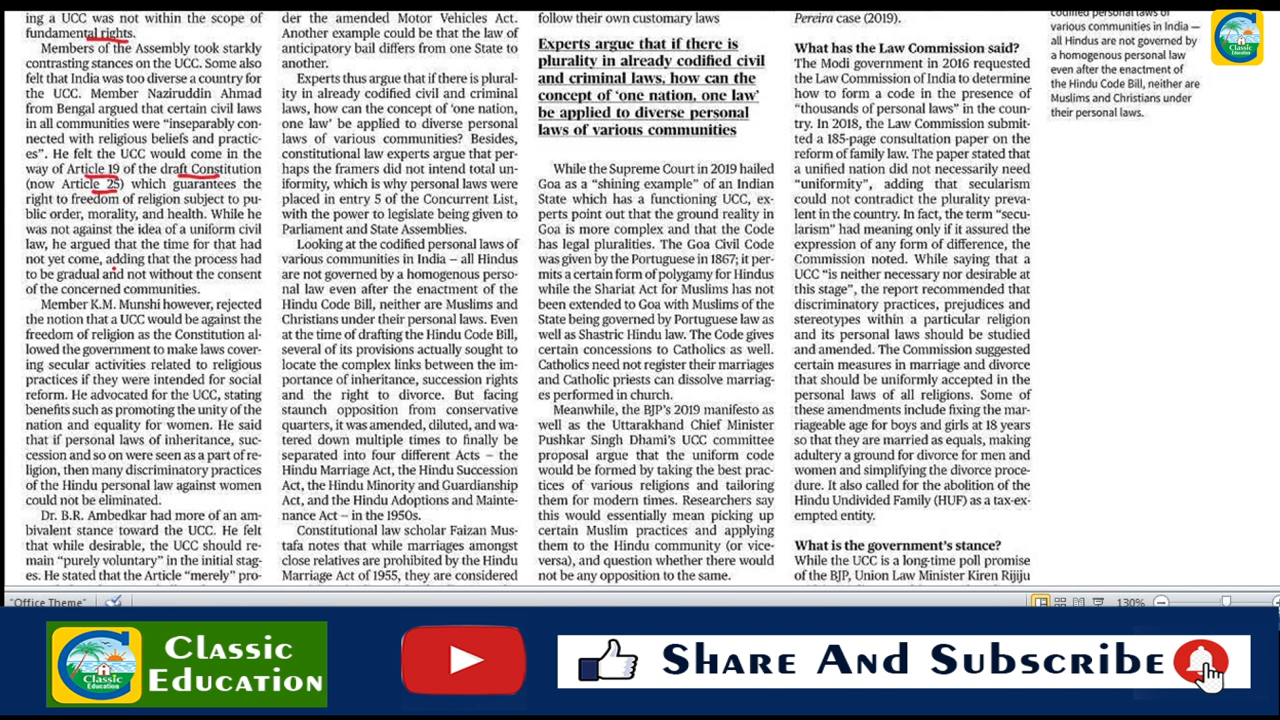 ing a UCC was not within the scope of
fundamental rights.
Members of the Assembly took starkly
contrasting stances on the UCC. Some also
felt that India was too diverse a country for
the UCC. Member Naziruddin Ahmad
from Bengal argued that certain civil laws
in all communities were “inseparably con-
nected with religious beliefs and practic-
es”. He felt the UCC would come in the
way of Article 19 of the draft Constitution
(now Article 25) which guarantees the
right to freedom of religion subject to pu-
blic order, morality, and health. While he
was not against the idea of a uniform civil
law, he argued that the time for that had
not yet come, adding that the process had
to be gradual and not without the consent
of the concerned communities.
Member K.M. Munshi however, rejected
the notion that a UCC would be against the
freedom of religion as the Constitution al-
lowed the government to make laws cover-
ing secular activities related to religious
practices if they were intended for social
reform. He advocated for the UCC, stating
benefits such as promoting the unity of the
nation and equality for women. He said
that if personal laws of inheritance, suc-
cession and so on were seen as a part of re-
ligion, then many discriminatory practices
of the Hindu personal law against women
could not be eliminated.
Dr. B.R. Ambedkar had more of an am-
bivalent stance toward the UCC. He felt
that while desirable, the UCC should re-
main “purely voluntary” in the initial stag-
es. He stated that the Article “merely” pro-
der the amended Motor Vehicles Act.
Another example could be that the law of
anticipatory bail differs from one State to
another.
Experts thus argue that if there is plural-
ity in already codified civil and criminal
laws, how can the concept of ‘one nation,
one law’ be applied to diverse personal
laws of various communities? Besides,
constitutional law experts argue that per-
haps the framers did not intend total un-
iformity, which is why personal laws were
placed in entry 5 of the Concurrent List,
with the power to legislate being given to
Parliament and State Assemblies.
Looking at the codified personal laws of
various communities in India – all Hindus
are not governed by a homogenous perso-
nal law even after the enactment of the
Hindu Code Bill, neither are Muslims and
Christians under their personal laws. Even
at the time of drafting the Hindu Code Bill,
several of its provisions actually sought to
locate the complex links between the im-
portance of inheritance, succession rights
and the right to divorce. But facing
staunch opposition from conservative
quarters, it was amended, diluted, and wa-
tered down multiple times to finally be
separated into four different Acts – the
Hindu Marriage Act, the Hindu Succession
Act, the Hindu Minority and Guardianship
Act, and the Hindu Adoptions and Mainte-
nance Act – in the 1950s.
Constitutional law scholar Faizan Mus-
tafa notes that while marriages amongst
close relatives are prohibited by the Hindu
Marriage Act of 1955, they are considered
follow their own customary laws
Experts argue that if there is
plurality in already codified civil
and criminal laws, how can the
concept of ‘one nation, one law’
be applied to diverse personal
laws of various communities
While the Supreme Court in 2019 hailed
Goa as a “shining example” of an Indian
State which has a functioning UCC, ex-
perts point out that the ground reality in
Goa is more complex and that the Code
has legal pluralities. The Goa Civil Code
was given by the Portuguese in 1867; it per-
mits a certain form of polygamy for Hindus
while the Shariat Act for Muslims has not
been extended to Goa with Muslims of the
State being governed by Portuguese law as
well as Shastric Hindu law. The Code gives
certain concessions to Catholics as well.
Catholics need not register their marriages
and Catholic priests can dissolve marriag-
es performed in church.
Meanwhile, the BJP’s 2019 manifesto as
well as the Uttarakhand Chief Minister
Pushkar Singh Dhami’s UCC committee
proposal argue that the uniform code
would be formed by taking the best prac-
tices of various religions and tailoring
them for modern times. Researchers say
this would essentially mean picking up
certain Muslim practices and applying
them to the Hindu community (or vice-
versa), and question whether there would
not be any opposition to the same.
Pereira case (2019).
What has the Law Commission said?
The Modi government in 2016 requested
the Law Commission of India to determine
how to form a code in the presence of
“thousands of personal laws” in the coun-
try. In 2018, the Law Commission submit-
ted a 185-page consultation paper on the
reform of family law. The paper stated that
a unified nation did not necessarily need
“uniformity”, adding that secularism
could not contradict the plurality preva-
lent in the country. In fact, the term “secu-
larism” had meaning only if it assured the
expression of any form of difference, the
Commission noted. While saying that a
UCC “is neither necessary nor desirable at
this stage”, the report recommended that
discriminatory practices, prejudices and
stereotypes within a particular religion
and its personal laws should be studied
and amended. The Commission suggested
certain measures in marriage and divorce
that should be uniformly accepted in the
personal laws of all religions. Some of
these amendments include fixing the mar-
riageable age for boys and girls at 18 years
so that they are married as equals, making
adultery a ground for divorce for men and
women and simplifying the divorce proce-
dure. It also called for the abolition of the
Hindu Undivided Family (HUF) as a tax-ex-
empted entity.
What is the government’s stance?
While the UCC is a long-time poll promise
of the BJP, Union Law Minister Kiren Rijiju
codified personal laws of
various communities in India —
all Hindus are not governed by
a homogenous personal law
even after the enactment of
the Hindu Code Bill, neither are
Muslims and Christians under
their personal laws.
Classic
Education
"Office Theme"
130%
Classic
Education
Classic
Education
Share And Subscribe